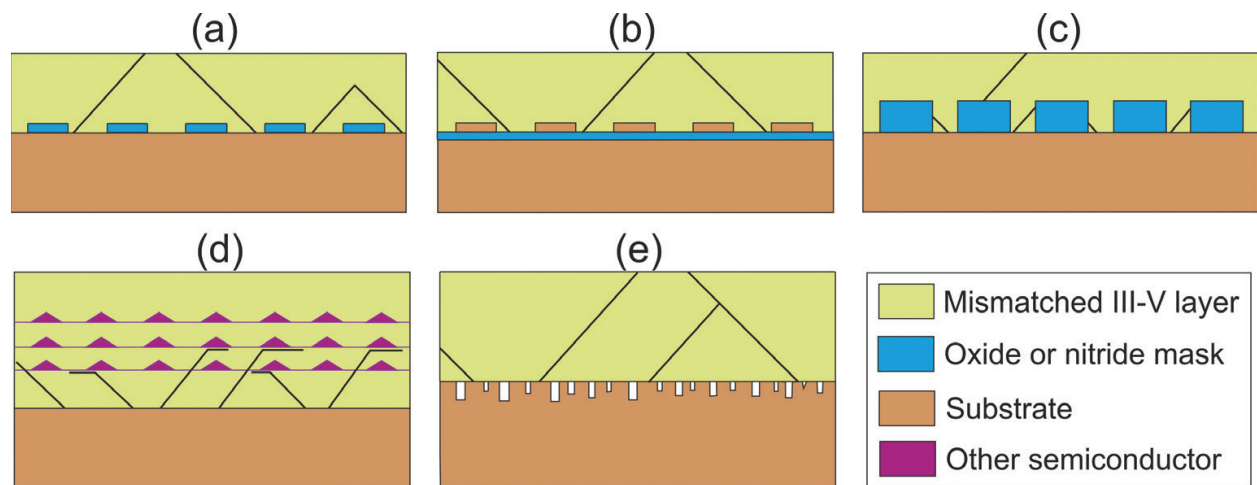 (a)
(b)
(c)
(d)
(e)
Mismatched III-V layer
Oxide or nitride mask
Substrate
Other semiconductor